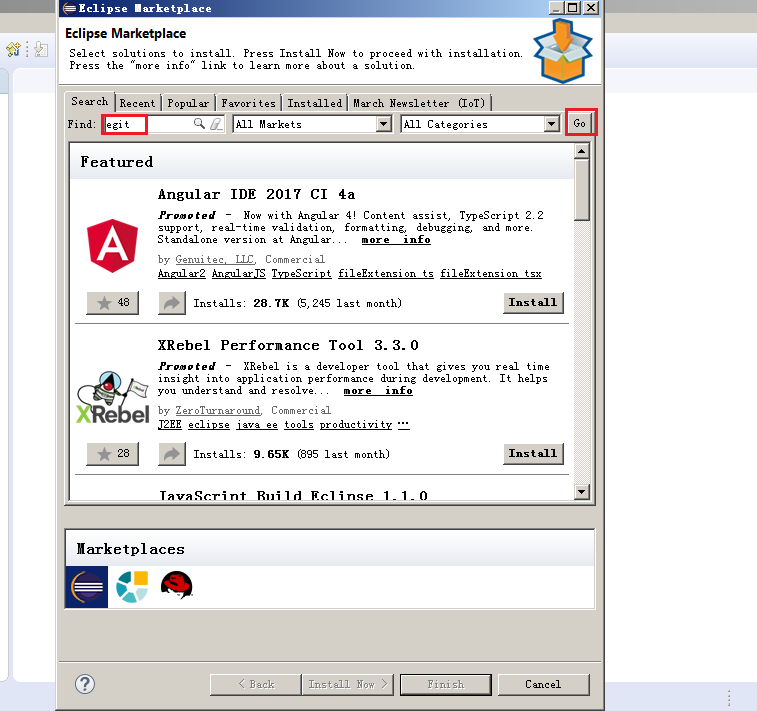 Eclipse Marketplace
Eclipse Marketplace
Select solutions to install. Press Install Now to proceed with installation.
Press the "more info" link to learn more about a solution.
Search Recent Popular Favorites Installed March Newsletter (IoT)
Find: egit All Markets All Categories Go
Featured
Angular IDE 2017 CI 4a
Promoted - Now with Angular 4! Content assist, TypeScript 2.2
support, real-time validation, formatting, debugging, and more.
Standalone version at Angular... more info
by Genuitec, LLC, Commercial
Angular2 AngularJS TypeScript fileExtension_ts fileExtension_tsx
48 Installs: 28.7K (5,245 last month) Install
XRebel Performance Tool 3.3.0
Promoted - XRebel is a developer tool that gives you real time
insight into application performance during development. It helps
you understand and resolve... more info
XRebel
by ZeroTurnaround, Commercial
J2EE eclipse java ee tools productivity ...
28 Installs: 9.65K (895 last month) Install
JavaScript Build Eclipse 1.1.0
Marketplaces
? < Back Install Now > Finish Cancel